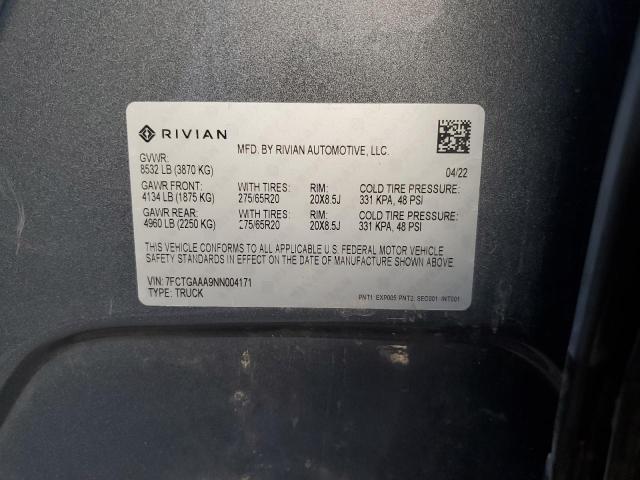 RIVIAN
MFD. BY RIVIAN AUTOMOTIVE, LLC.
GVWR:
8532 LB (3870 KG)
04/22
GAWR FRONT: WITH TIRES: RIM: COLD TIRE PRESSURE:
4134 LB (1875 KG) 275/65R20 20X8.5J 331 KPA, 48 PSI
GAWR REAR: WITH TIRES: RIM: COLD TIRE PRESSURE:
4960 LB (2250 KG) 275/65R20 20X8.5J 331 KPA, 48 PSI
THIS VEHICLE CONFORMS TO ALL APPLICABLE U.S. FEDERAL MOTOR VEHICLE
SAFETY STANDARDS IN EFFECT ON THE DATE OF MANUFACTURE SHOWN ABOVE.
VIN: 7FCTGAAA9NN004171
TYPE: TRUCK
PNT1: EXP005 PNT2: SEC001 INT001